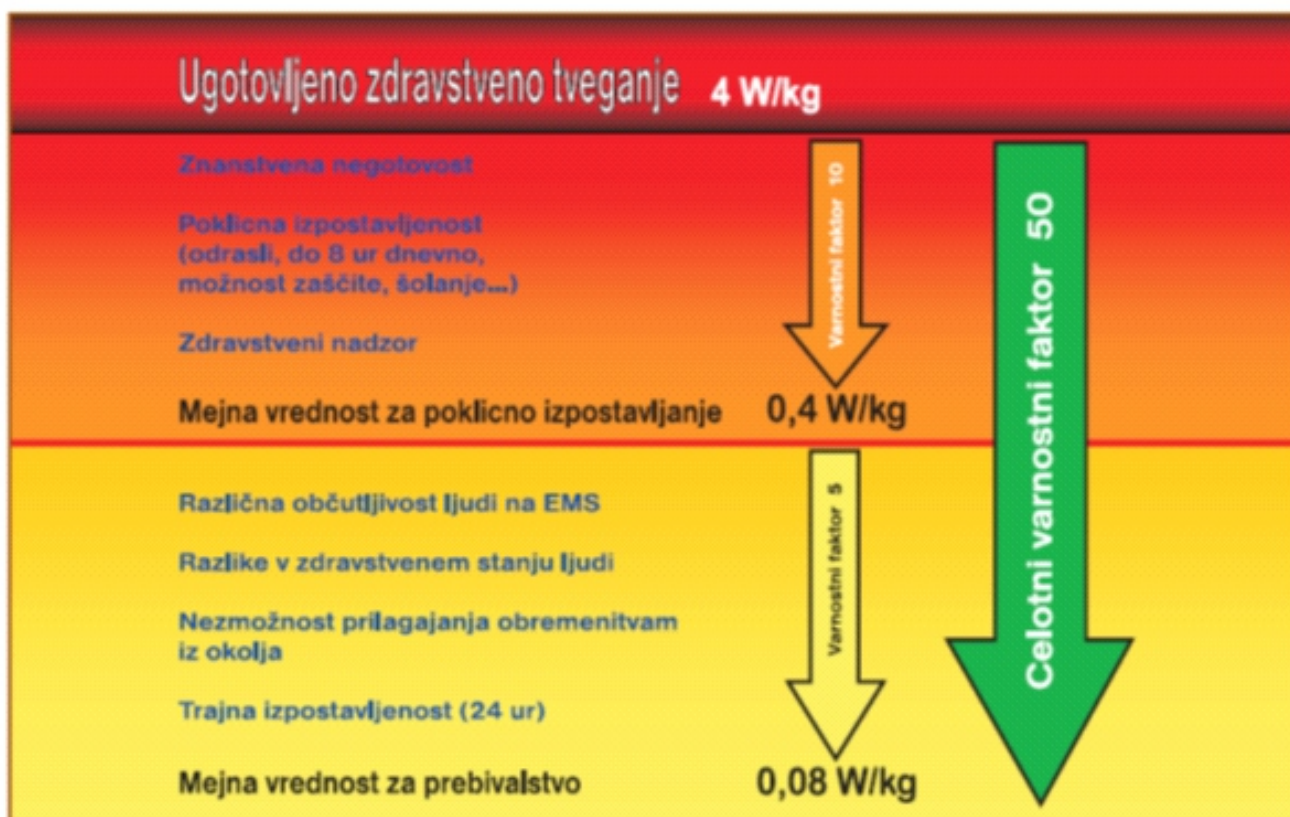 Ugotovljeno zdravstveno tveganje 4 W/kg
Znanstvena negotovost
Poklicna izpostavljenost
(odrasli, do 8 ur dnevno,
možnost zaščite, šolanje...)
Zdravstveni nadzor
Varnostni faktor 10
Mejna vrednost za poklicno izpostavljanje 0,4 W/kg
Različna občutljivost ljudi na EMS
Razlike v zdravstvenem stanju ljudi
Nezmožnost prilagajanja obremenitvam
iz okolja
Trajna izpostavljenost (24 ur)
Varnostni faktor 5
Mejna vrednost za prebivalstvo 0,08 W/kg
Celotni varnostni faktor 50